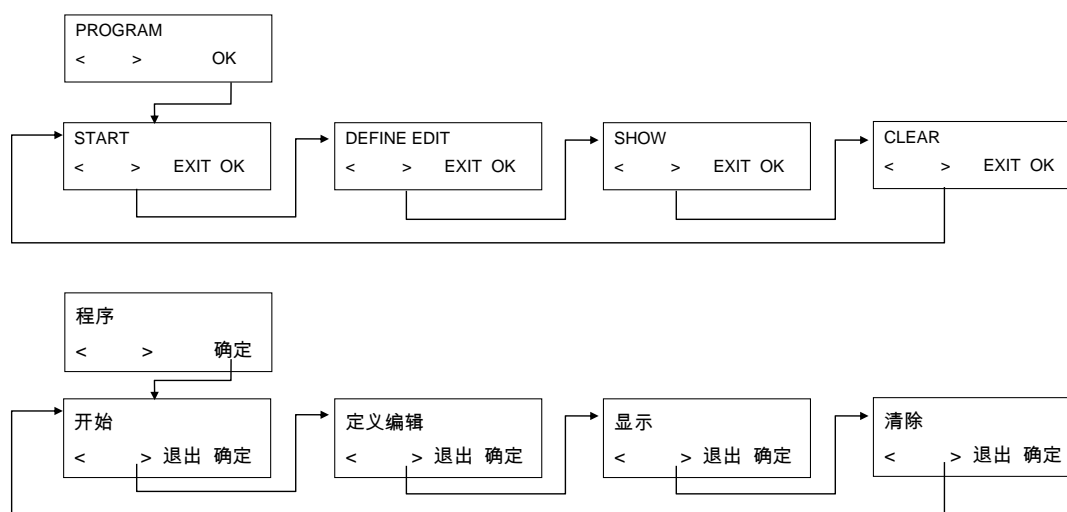 PROGRAM
< > OK
START
< > EXIT OK
DEFINE EDIT
< > EXIT OK
SHOW
< > EXIT OK
CLEAR
< > EXIT OK
程序
< > 确定
开始
< > 退出 确定
定义编辑
< > 退出 确定
显示
< > 退出 确定
清除
< > 退出 确定